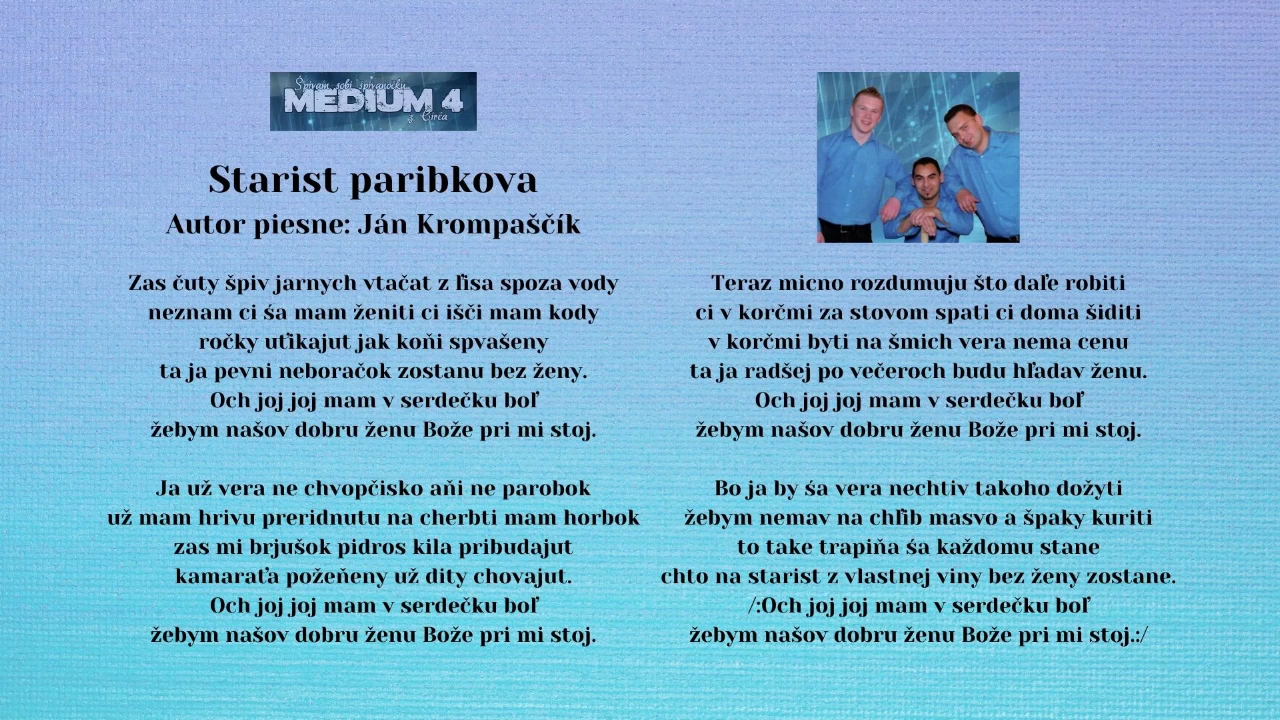 Špivam sobi špivanočku
MEDIUM 4
z Čirča
Starist paribkova
Autor piesne: Ján Krompaščík
Zas čuty špiv jarnych vtačat z ľisa spoza vody
neznam ci śa mam ženiti ci išči mam kody
ročky uťikajut jak koňi spvašeny
ta ja pevni neboračok zostanu bez ženy.
Och joj joj mam v serdečku boľ
žebym našov dobru ženu Bože pri mi stoj.
Ja už vera ne chvopčisko aňi ne parobok
už mam hrivu preridnutu na cherbti mam horbok
zas mi brjušok pidros kila pribudajut
kamaraťa požeňeny už dity chovajut.
Och joj joj mam v serdečku boľ
žebym našov dobru ženu Bože pri mi stoj.
Teraz micno rozdumuju što daľe robiti
ci v korčmi za stovom spati ci doma šiditi
v korčmi byti na šmich vera nema cenu
ta ja radšej po večeroch budu hľadav ženu.
Och joj joj mam v serdečku boľ
žebym našov dobru ženu Bože pri mi stoj.
Bo ja by śa vera nechtiv takoho dožyti
žebym nemav na chľib masvo a špaky kuriti
to take trapiňa śa každomu stane
chto na starist z vlastnej viny bez ženy zostane.
/:Och joj joj mam v serdečku boľ
žebym našov dobru ženu Bože pri mi stoj.:/